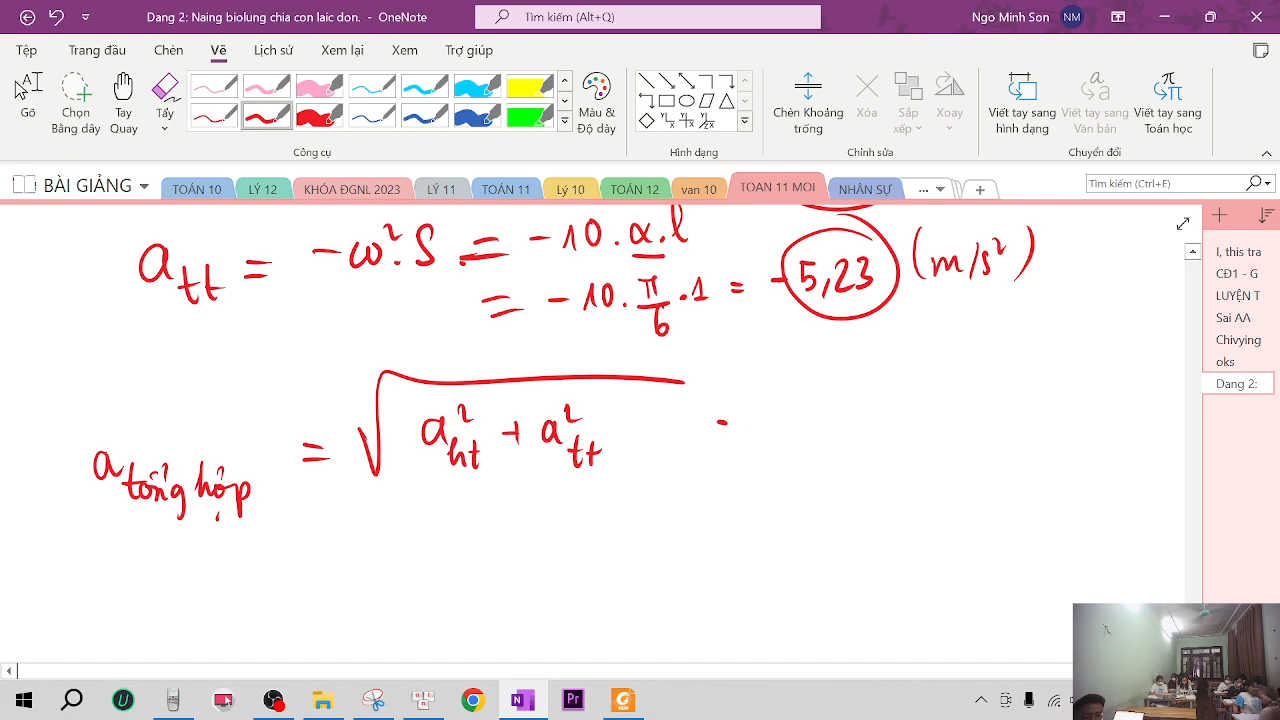 Dang 2: Naing biolung chia con laic don. - OneNote
Tìm kiếm (Alt+Q)
Ngo Minh Son NM
Tệp Trang đầu Chèn Vẽ Lịch sử Xem lại Xem Trợ giúp
Gõ
Chọn Bằng dây
Tay Quay
Tẩy
Màu & Độ dày
Chèn Khoảng trống
Xóa
Sắp xếp
Xoay
Viết tay sang hình dạng
Viết tay sang Văn bản
Viết tay sang Toán học
Công cụ Hình dạng Chỉnh sửa Chuyển đổi
BÀI GIẢNG TOÁN 10 LÝ 12 KHÓA ĐGNL 2023 LÝ 11 TOÁN 11 Lý 10 TOÁN 12 van 10 TOAN 11 MOI NHÂN SỰ ... +
Tìm kiếm (Ctrl+E)
I, this tra
CĐ1 - G
LUYỆN T
Sai AA
Chivying
oks
Dang 2:
a_tt = -ω².S = -10.α.l
= -10.π/6.1 = -5,23 (m/s²)
a_tổng hợp = √(a²_ht + a²_tt)